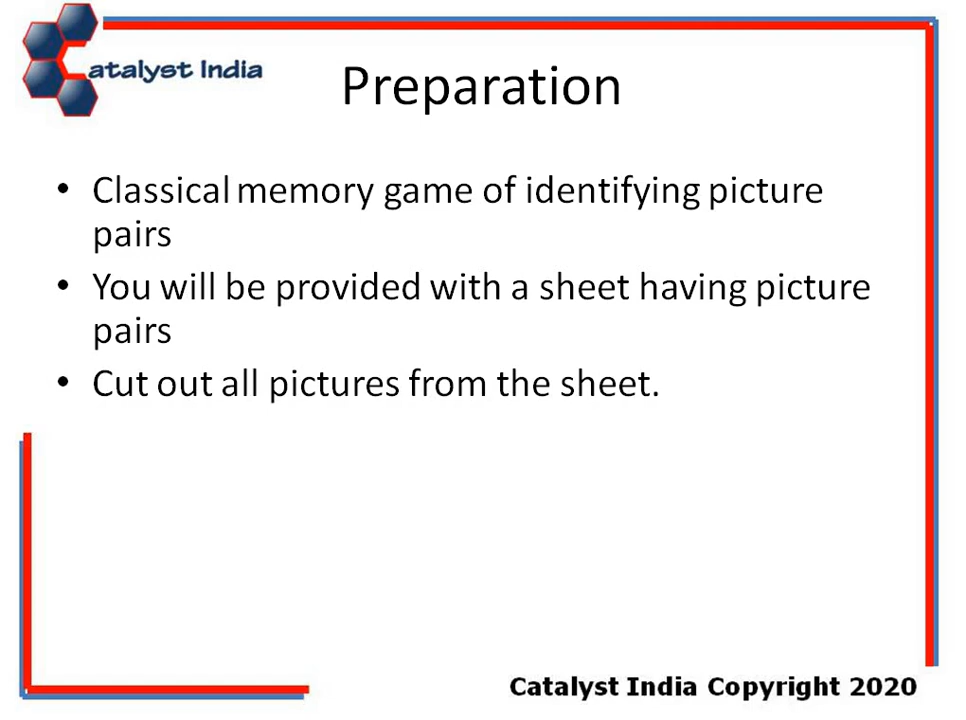 Catalyst India
Preparation
• Classical memory game of identifying picture
pairs
• You will be provided with a sheet having picture
pairs
• Cut out all pictures from the sheet.
Catalyst India Copyright 2020